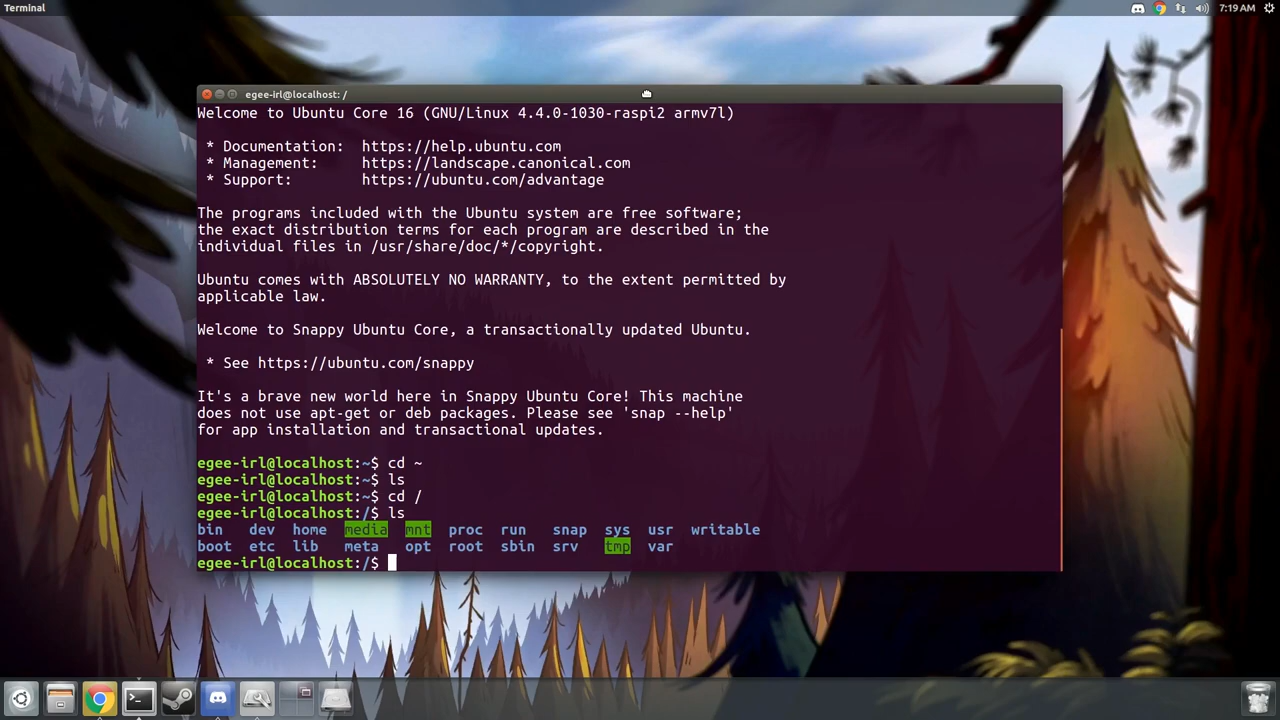 Terminal
7:19 AM
egee-irl@localhost: /
Welcome to Ubuntu Core 16 (GNU/Linux 4.4.0-1030-raspi2 armv7l)
* Documentation: https://help.ubuntu.com
* Management: https://landscape.canonical.com
* Support: https://ubuntu.com/advantage
The programs included with the Ubuntu system are free software;
the exact distribution terms for each program are described in the
individual files in /usr/share/doc/*/copyright.
Ubuntu comes with ABSOLUTELY NO WARRANTY, to the extent permitted by
applicable law.
Welcome to Snappy Ubuntu Core, a transactionally updated Ubuntu.
* See https://ubuntu.com/snappy
It's a brave new world here in Snappy Ubuntu Core! This machine
does not use apt-get or deb packages. Please see 'snap --help'
for app installation and transactional updates.
egee-irl@localhost:~$ cd ~
egee-irl@localhost:~$ ls
egee-irl@localhost:~$ cd /
egee-irl@localhost:/$ ls
bin dev home media mnt proc run snap sys usr writable
boot etc lib meta opt root sbin srv tmp var
egee-irl@localhost:/$